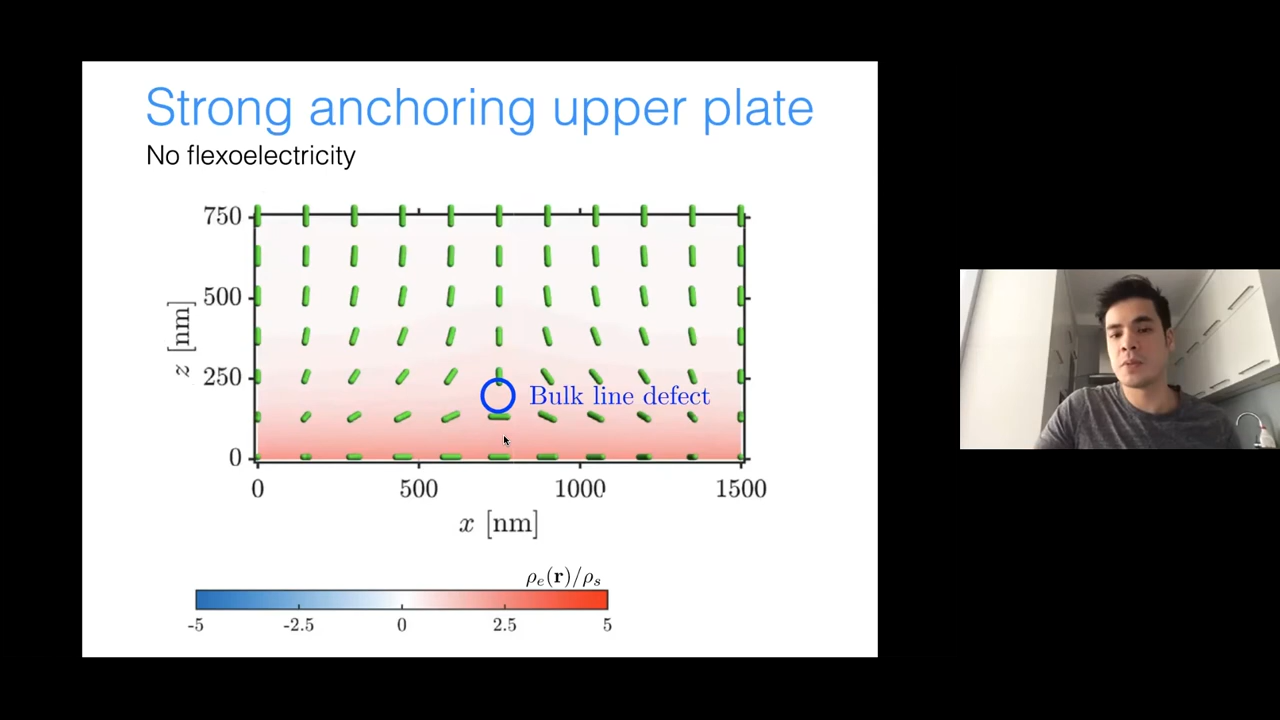 Strong anchoring upper plate
No flexoelectricity
750
500
250
0
z [nm]
Bulk line defect
0 500 1000 1500
x [nm]
ρₑ(r)/ρₛ
-5 -2.5 0 2.5 5